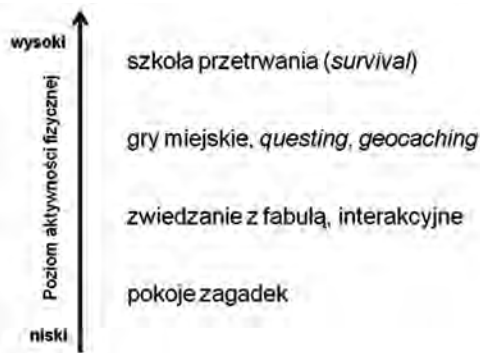 wysoki
szkoła przetrwania (survival)
gry miejskie, questing, geocaching
zwiedzanie z fabułą, interakcyjne
pokoje zagadek
niski
Poziom aktywności fizycznej